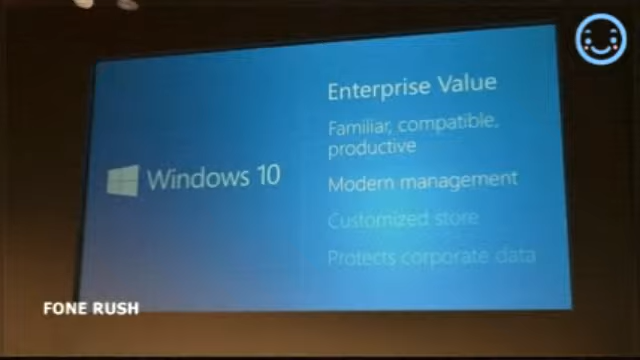 Enterprise Value
Familiar, compatible,
productive
Windows 10
Modern management
Customized store
Protects corporate data
FONE RUSH